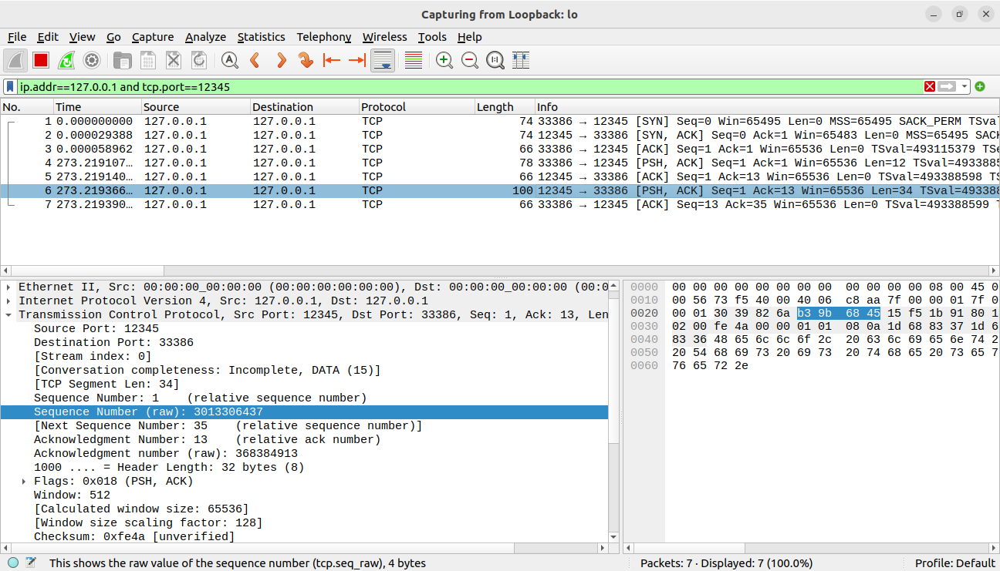 Capturing from Loopback: lo
File Edit View Go Capture Analyze Statistics Telephony Wireless Tools Help
ip.addr==127.0.0.1 and tcp.port==12345
No. Time Source Destination Protocol Length Info
1 0.000000000 127.0.0.1 127.0.0.1 TCP 74 33386 → 12345 [SYN] Seq=0 Win=65495 Len=0 MSS=65495 SACK_PERM TSval
2 0.000029388 127.0.0.1 127.0.0.1 TCP 74 12345 → 33386 [SYN, ACK] Seq=0 Ack=1 Win=65483 Len=0 MSS=65495 SACK
3 0.000058962 127.0.0.1 127.0.0.1 TCP 66 33386 → 12345 [ACK] Seq=1 Ack=1 Win=65536 Len=0 TSval=493115379 TSe
4 273.219107… 127.0.0.1 127.0.0.1 TCP 78 33386 → 12345 [PSH, ACK] Seq=1 Ack=1 Win=65536 Len=12 TSval=4933885
5 273.219140… 127.0.0.1 127.0.0.1 TCP 66 12345 → 33386 [ACK] Seq=1 Ack=13 Win=65536 Len=0 TSval=493388598 TS
6 273.219366… 127.0.0.1 127.0.0.1 TCP 100 12345 → 33386 [PSH, ACK] Seq=1 Ack=13 Win=65536 Len=34 TSval=493388
7 273.219390… 127.0.0.1 127.0.0.1 TCP 66 33386 → 12345 [ACK] Seq=13 Ack=35 Win=65536 Len=0 TSval=493388599 T
Ethernet II, Src: 00:00:00_00:00:00 (00:00:00:00:00:00), Dst: 00:00:00_00:00:00 (00:0
Internet Protocol Version 4, Src: 127.0.0.1, Dst: 127.0.0.1
Transmission Control Protocol, Src Port: 12345, Dst Port: 33386, Seq: 1, Ack: 13, Len
Source Port: 12345
Destination Port: 33386
[Stream index: 0]
[Conversation completeness: Incomplete, DATA (15)]
[TCP Segment Len: 34]
Sequence Number: 1 (relative sequence number)
Sequence Number (raw): 3013306437
[Next Sequence Number: 35 (relative sequence number)]
Acknowledgment Number: 13 (relative ack number)
Acknowledgment number (raw): 368384913
1000 .... = Header Length: 32 bytes (8)
Flags: 0x018 (PSH, ACK)
Window: 512
[Calculated window size: 65536]
[Window size scaling factor: 128]
Checksum: 0xfe4a [unverified]
0000 00 00 00 00 00 00 00 00 00 00 00 00 08 00 45 0
0010 00 56 73 f5 40 00 40 06 c8 aa 7f 00 00 01 7f 0
0020 00 01 30 39 82 6a b3 9b 68 45 15 f5 1b 91 80 1
0030 02 00 fe 4a 00 00 01 01 08 0a 1d 68 83 37 1d 6
0040 83 36 48 65 6c 6c 6f 2c 20 63 6c 69 65 6e 74 2
0050 20 54 68 69 73 20 69 73 20 74 68 65 20 73 65 7
0060 76 65 72 2e
This shows the raw value of the sequence number (tcp.seq_raw), 4 bytes
Packets: 7 · Displayed: 7 (100.0%)
Profile: Default